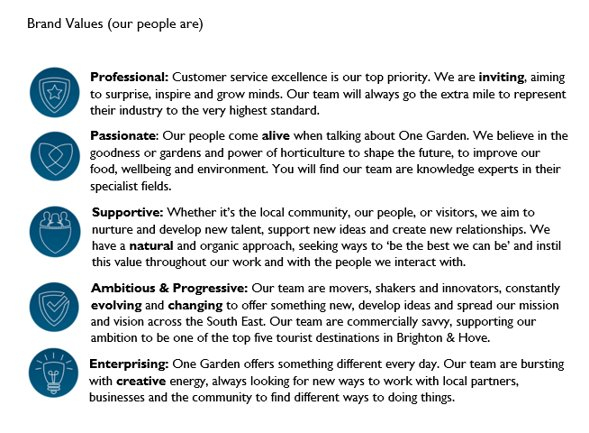 Brand Values (our people are)
Professional: Customer service excellence is our top priority. We are inviting, aiming
to surprise, inspire and grow minds. Our team will always go the extra mile to represent
their industry to the very highest standard.
Passionate: Our people come alive when talking about One Garden. We believe in the
goodness or gardens and power of horticulture to shape the future, to improve our
food, wellbeing and environment. You will find our team are knowledge experts in their
specialist fields.
Supportive: Whether it's the local community, our people, or visitors, we aim to
nurture and develop new talent, support new ideas and create new relationships. We
have a natural and organic approach, seeking ways to 'be the best we can be' and instil
this value throughout our work and with the people we interact with.
Ambitious & Progressive: Our team are movers, shakers and innovators, constantly
evolving and changing to offer something new, develop ideas and spread our mission
and vision across the South East. Our team are commercially savvy, supporting our
ambition to be one of the top five tourist destinations in Brighton & Hove.
Enterprising: One Garden offers something different every day. Our team are bursting
with creative energy, always looking for new ways to work with local partners,
businesses and the community to find different ways to doing things.